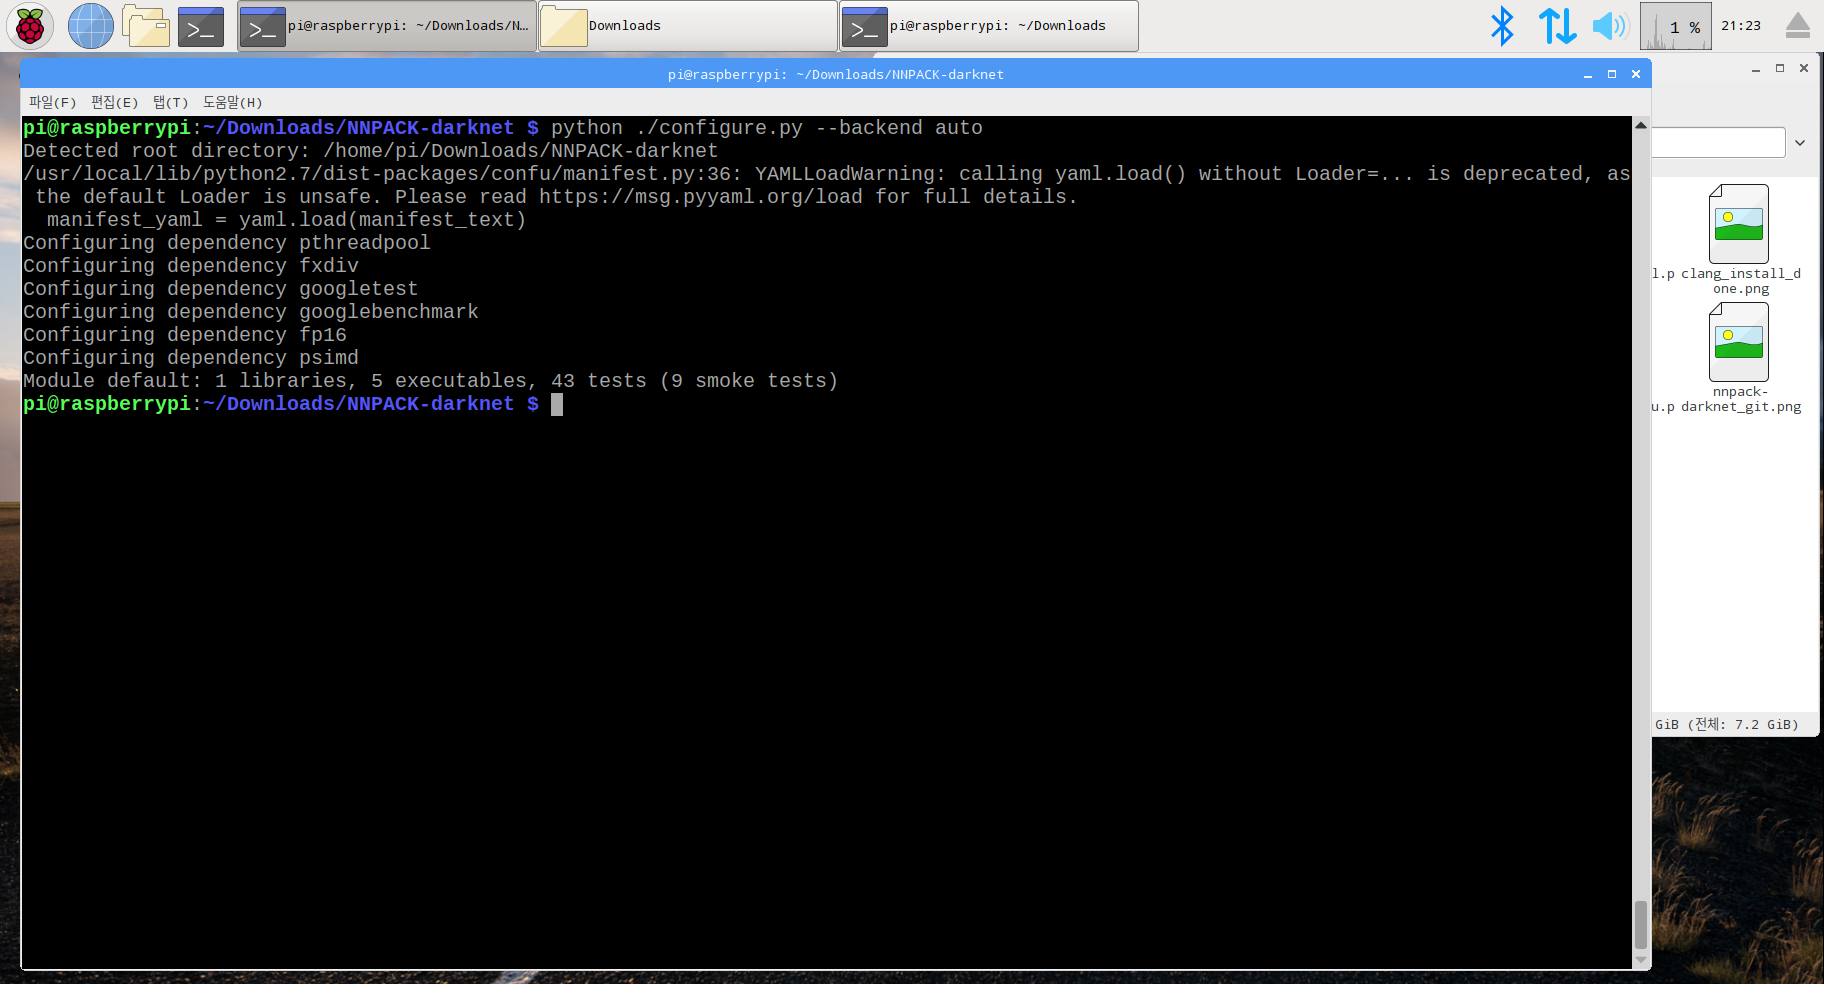 pi@raspberrypi: ~/Downloads/N...
Downloads
pi@raspberrypi: ~/Downloads
1 %
21:23
pi@raspberrypi: ~/Downloads/NNPACK-darknet
파일(F) 편집(E) 탭(T) 도움말(H)
pi@raspberrypi:~/Downloads/NNPACK-darknet $ python ./configure.py --backend auto
Detected root directory: /home/pi/Downloads/NNPACK-darknet
/usr/local/lib/python2.7/dist-packages/confu/manifest.py:36: YAMLLoadWarning: calling yaml.load() without Loader=... is deprecated, as
the default Loader is unsafe. Please read https://msg.pyyaml.org/load for full details.
manifest_yaml = yaml.load(manifest_text)
Configuring dependency pthreadpool
Configuring dependency fxdiv
Configuring dependency googletest
Configuring dependency googlebenchmark
Configuring dependency fp16
Configuring dependency psimd
Module default: 1 libraries, 5 executables, 43 tests (9 smoke tests)
pi@raspberrypi:~/Downloads/NNPACK-darknet $
l.p clang_install_d
one.png
nnpack-
u.p darknet_git.png
GiB (전체: 7.2 GiB)